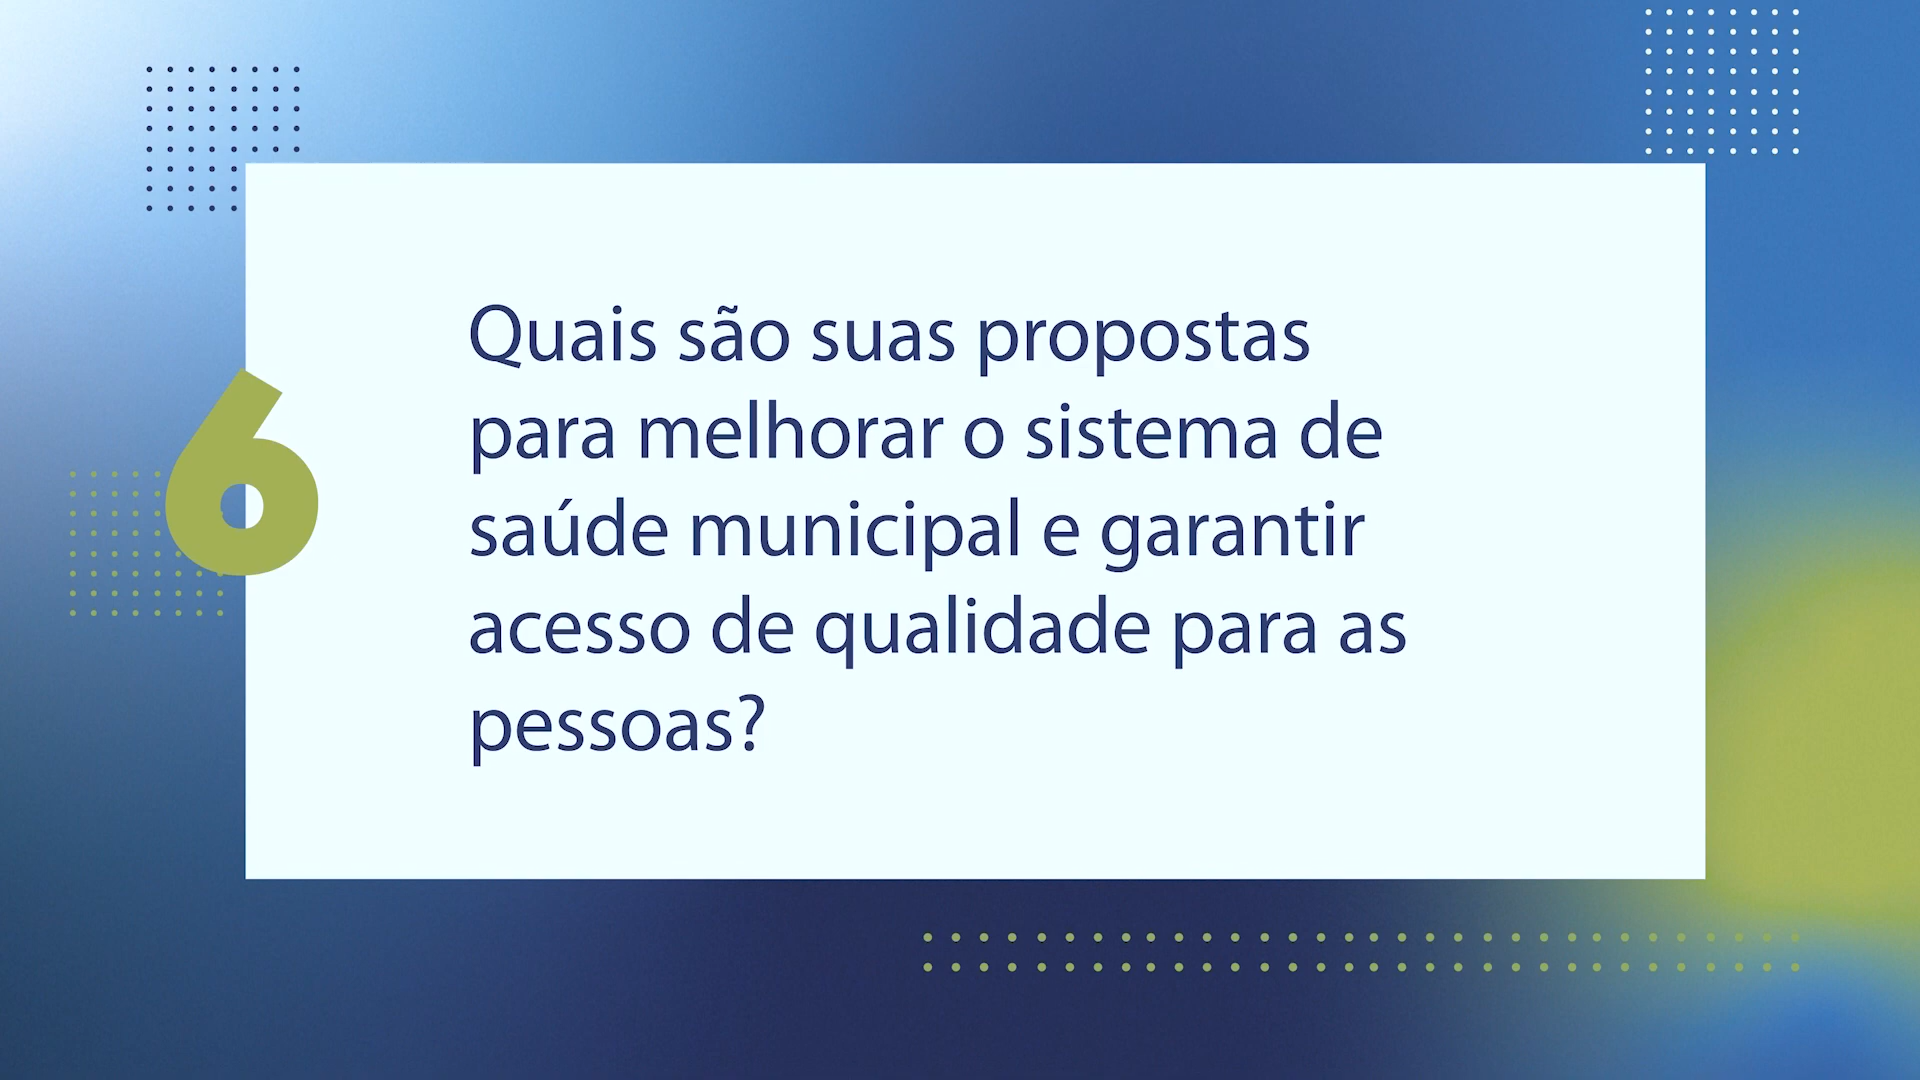 6
Quais são suas propostas
para melhorar o sistema de
saúde municipal e garantir
acesso de qualidade para as
pessoas?